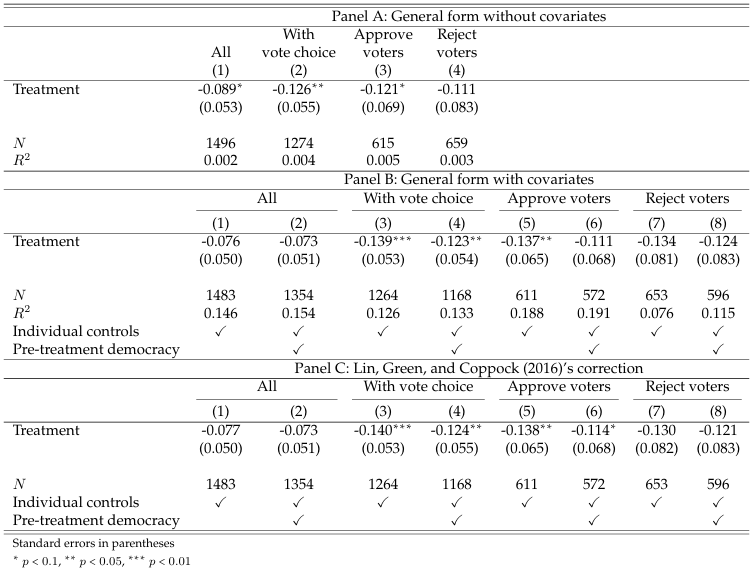 Panel A: General form without covariates
With Approve Reject
All vote choice voters voters
(1) (2) (3) (4)
Treatment -0.089* -0.126** -0.121* -0.111
(0.053) (0.055) (0.069) (0.083)
N 1496 1274 615 659
R² 0.002 0.004 0.005 0.003
Panel B: General form with covariates
All With vote choice Approve voters Reject voters
(1) (2) (3) (4) (5) (6) (7) (8)
Treatment -0.076 -0.073 -0.139*** -0.123** -0.137** -0.111 -0.134 -0.124
(0.050) (0.051) (0.053) (0.054) (0.065) (0.068) (0.081) (0.083)
N 1483 1354 1264 1168 611 572 653 596
R² 0.146 0.154 0.126 0.133 0.188 0.191 0.076 0.115
Individual controls ✓ ✓ ✓ ✓ ✓ ✓ ✓ ✓
Pre-treatment democracy ✓ ✓ ✓ ✓
Panel C: Lin, Green, and Coppock (2016)'s correction
All With vote choice Approve voters Reject voters
(1) (2) (3) (4) (5) (6) (7) (8)
Treatment -0.077 -0.073 -0.140*** -0.124** -0.138** -0.114* -0.130 -0.121
(0.050) (0.051) (0.053) (0.055) (0.065) (0.068) (0.082) (0.083)
N 1483 1354 1264 1168 611 572 653 596
Individual controls ✓ ✓ ✓ ✓ ✓ ✓ ✓ ✓
Pre-treatment democracy ✓ ✓ ✓ ✓
Standard errors in parentheses
* p < 0.1, ** p < 0.05, *** p < 0.01